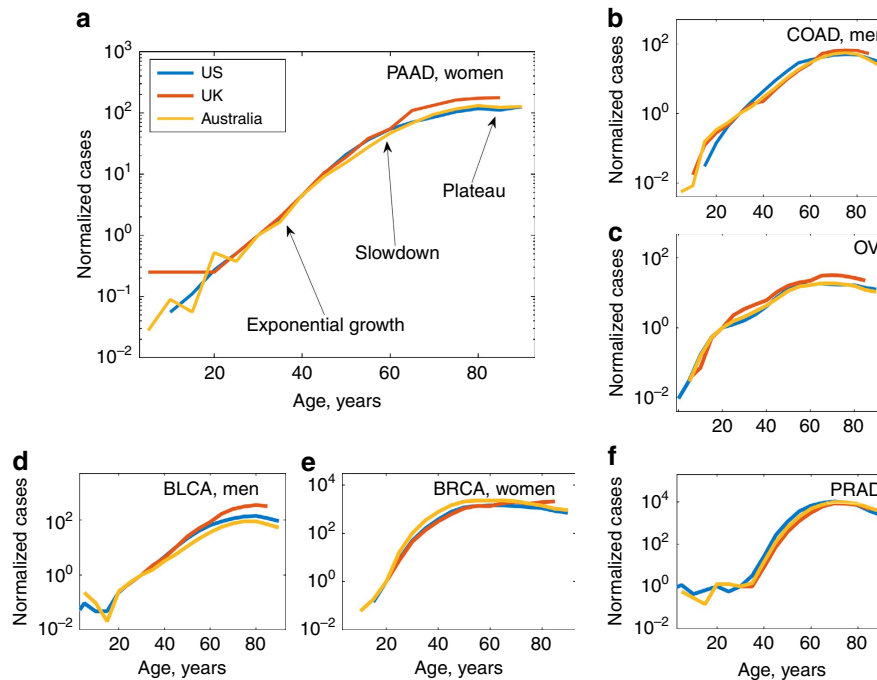 a
Normalized cases
10³
10²
10¹
10⁰
10⁻¹
10⁻²
US
UK
Australia
PAAD, women
Plateau
Slowdown
Exponential growth
20 40 60 80
Age, years
b
Normalized cases
10²
10⁰
10⁻²
COAD, men
20 40 60 80
c
Normalized cases
10²
10⁰
10⁻²
OV
20 40 60 80
d
Normalized cases
10²
10⁰
10⁻²
BLCA, men
20 40 60 80
Age, years
e
10⁴
10²
10⁰
10⁻²
BRCA, women
20 40 60 80
Age, years
f
Normalized cases
10⁴
10²
10⁰
10⁻²
PRAD
20 40 60 80
Age, years